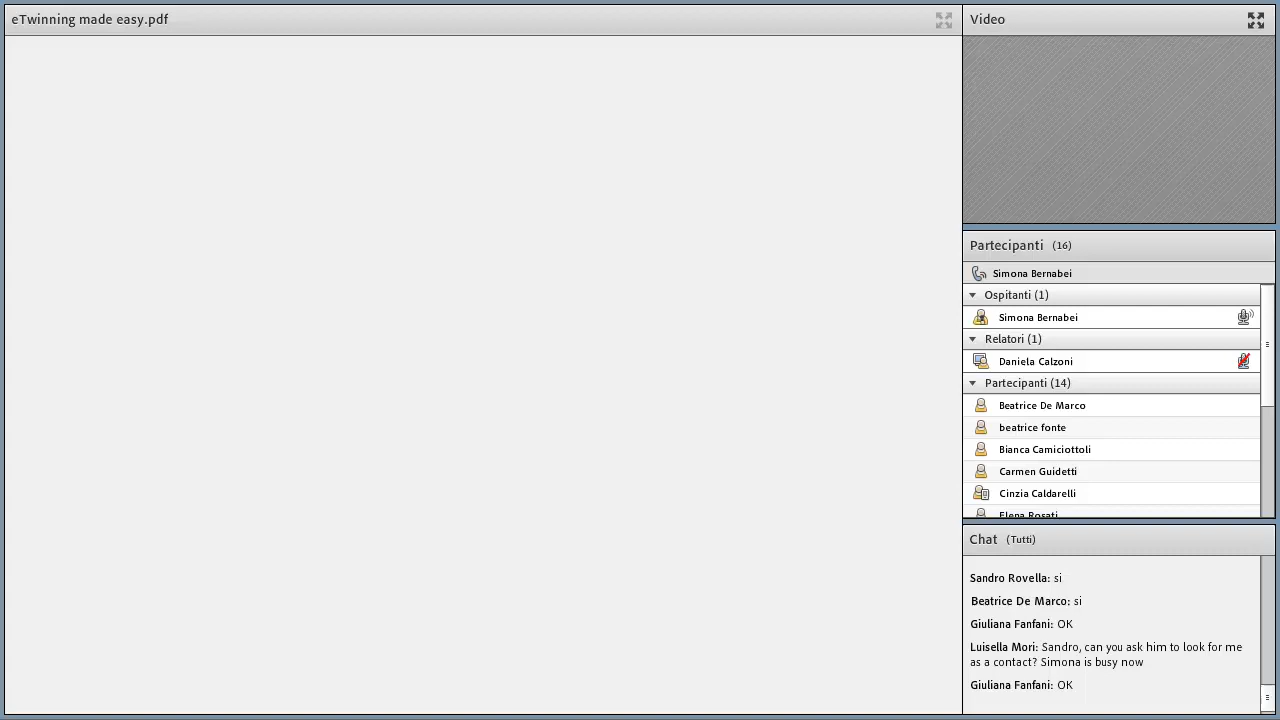 eTwinning made easy.pdf
Video
Partecipanti (16)
Simona Bernabei
Ospitanti (1)
Simona Bernabei
Relatori (1)
Daniela Calzoni
Partecipanti (14)
Beatrice De Marco
beatrice fonte
Bianca Camiciottoli
Carmen Guidetti
Cinzia Caldarelli
Elena Rosati
Chat (Tutti)
Sandro Rovella: si
Beatrice De Marco: si
Giuliana Fanfani: OK
Luisella Mori: Sandro, can you ask him to look for me
as a contact? Simona is busy now
Giuliana Fanfani: OK